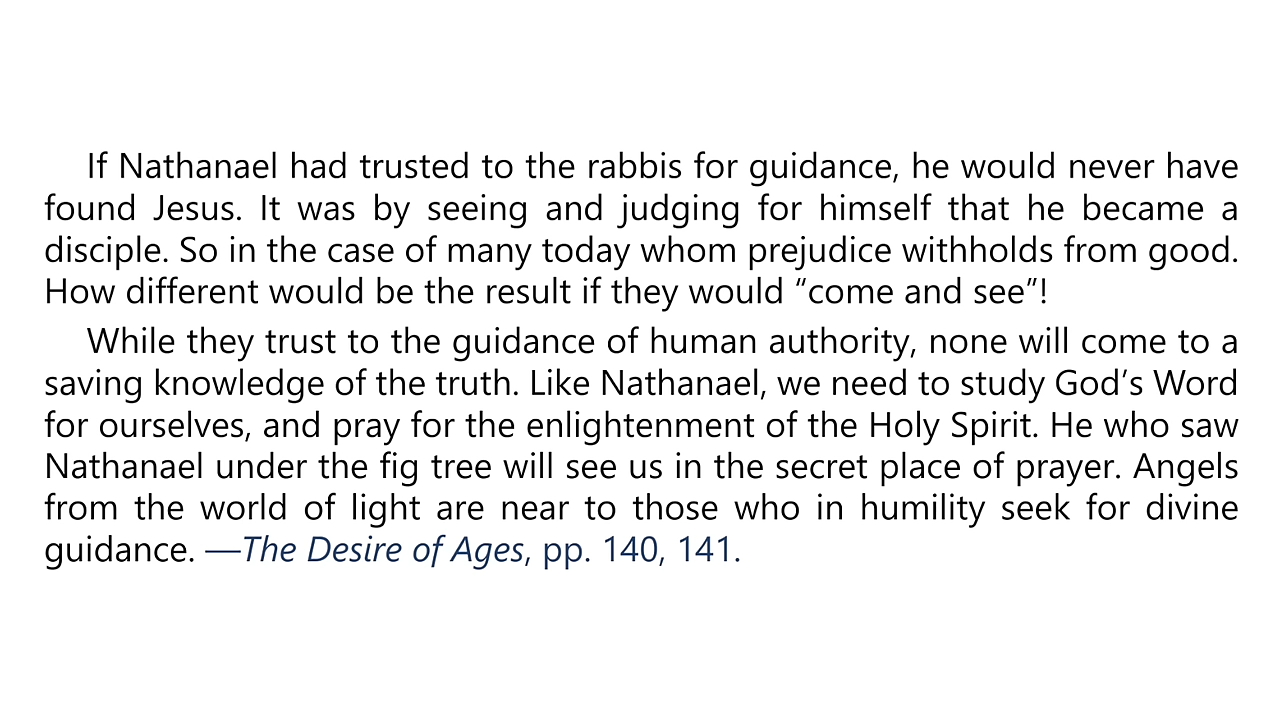 If Nathanael had trusted to the rabbis for guidance, he would never have
found Jesus. It was by seeing and judging for himself that he became a
disciple. So in the case of many today whom prejudice withholds from good.
How different would be the result if they would “come and see”!
While they trust to the guidance of human authority, none will come to a
saving knowledge of the truth. Like Nathanael, we need to study God’s Word
for ourselves, and pray for the enlightenment of the Holy Spirit. He who saw
Nathanael under the fig tree will see us in the secret place of prayer. Angels
from the world of light are near to those who in humility seek for divine
guidance. —The Desire of Ages, pp. 140, 141.